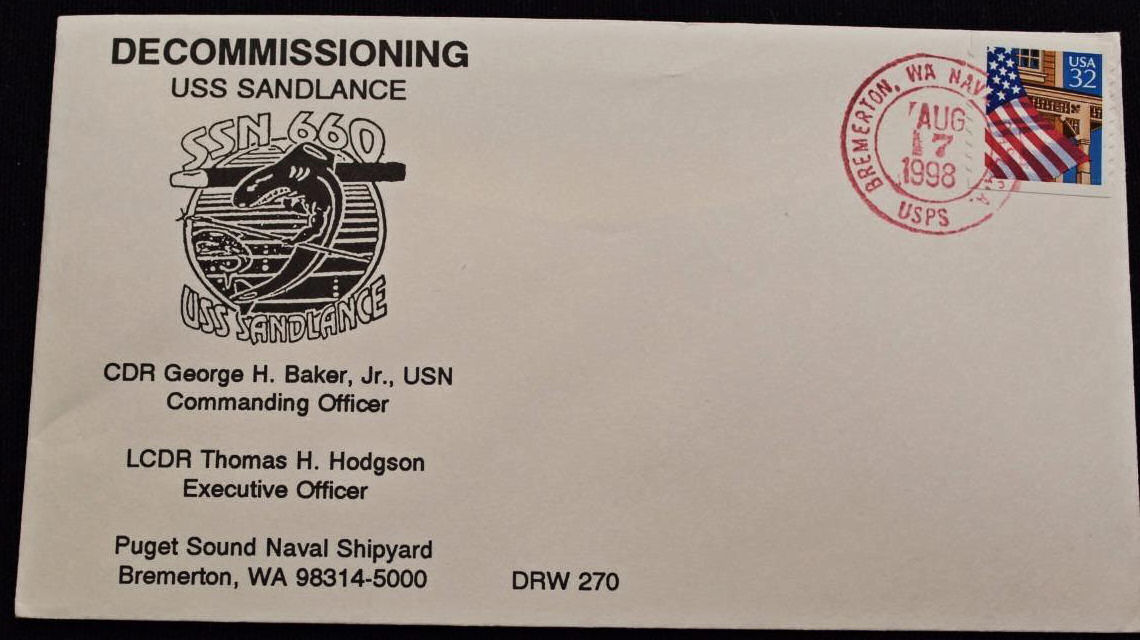 DECOMMISSIONING
USS SANDLANCE
SSN 660
USS SANDLANCE
CDR George H. Baker, Jr., USN
Commanding Officer
LCDR Thomas H. Hodgson
Executive Officer
Puget Sound Naval Shipyard
Bremerton, WA 98314-5000
DRW 270
BREMERTON, WA NAV
AUG
17
1998
USPS
USA
32